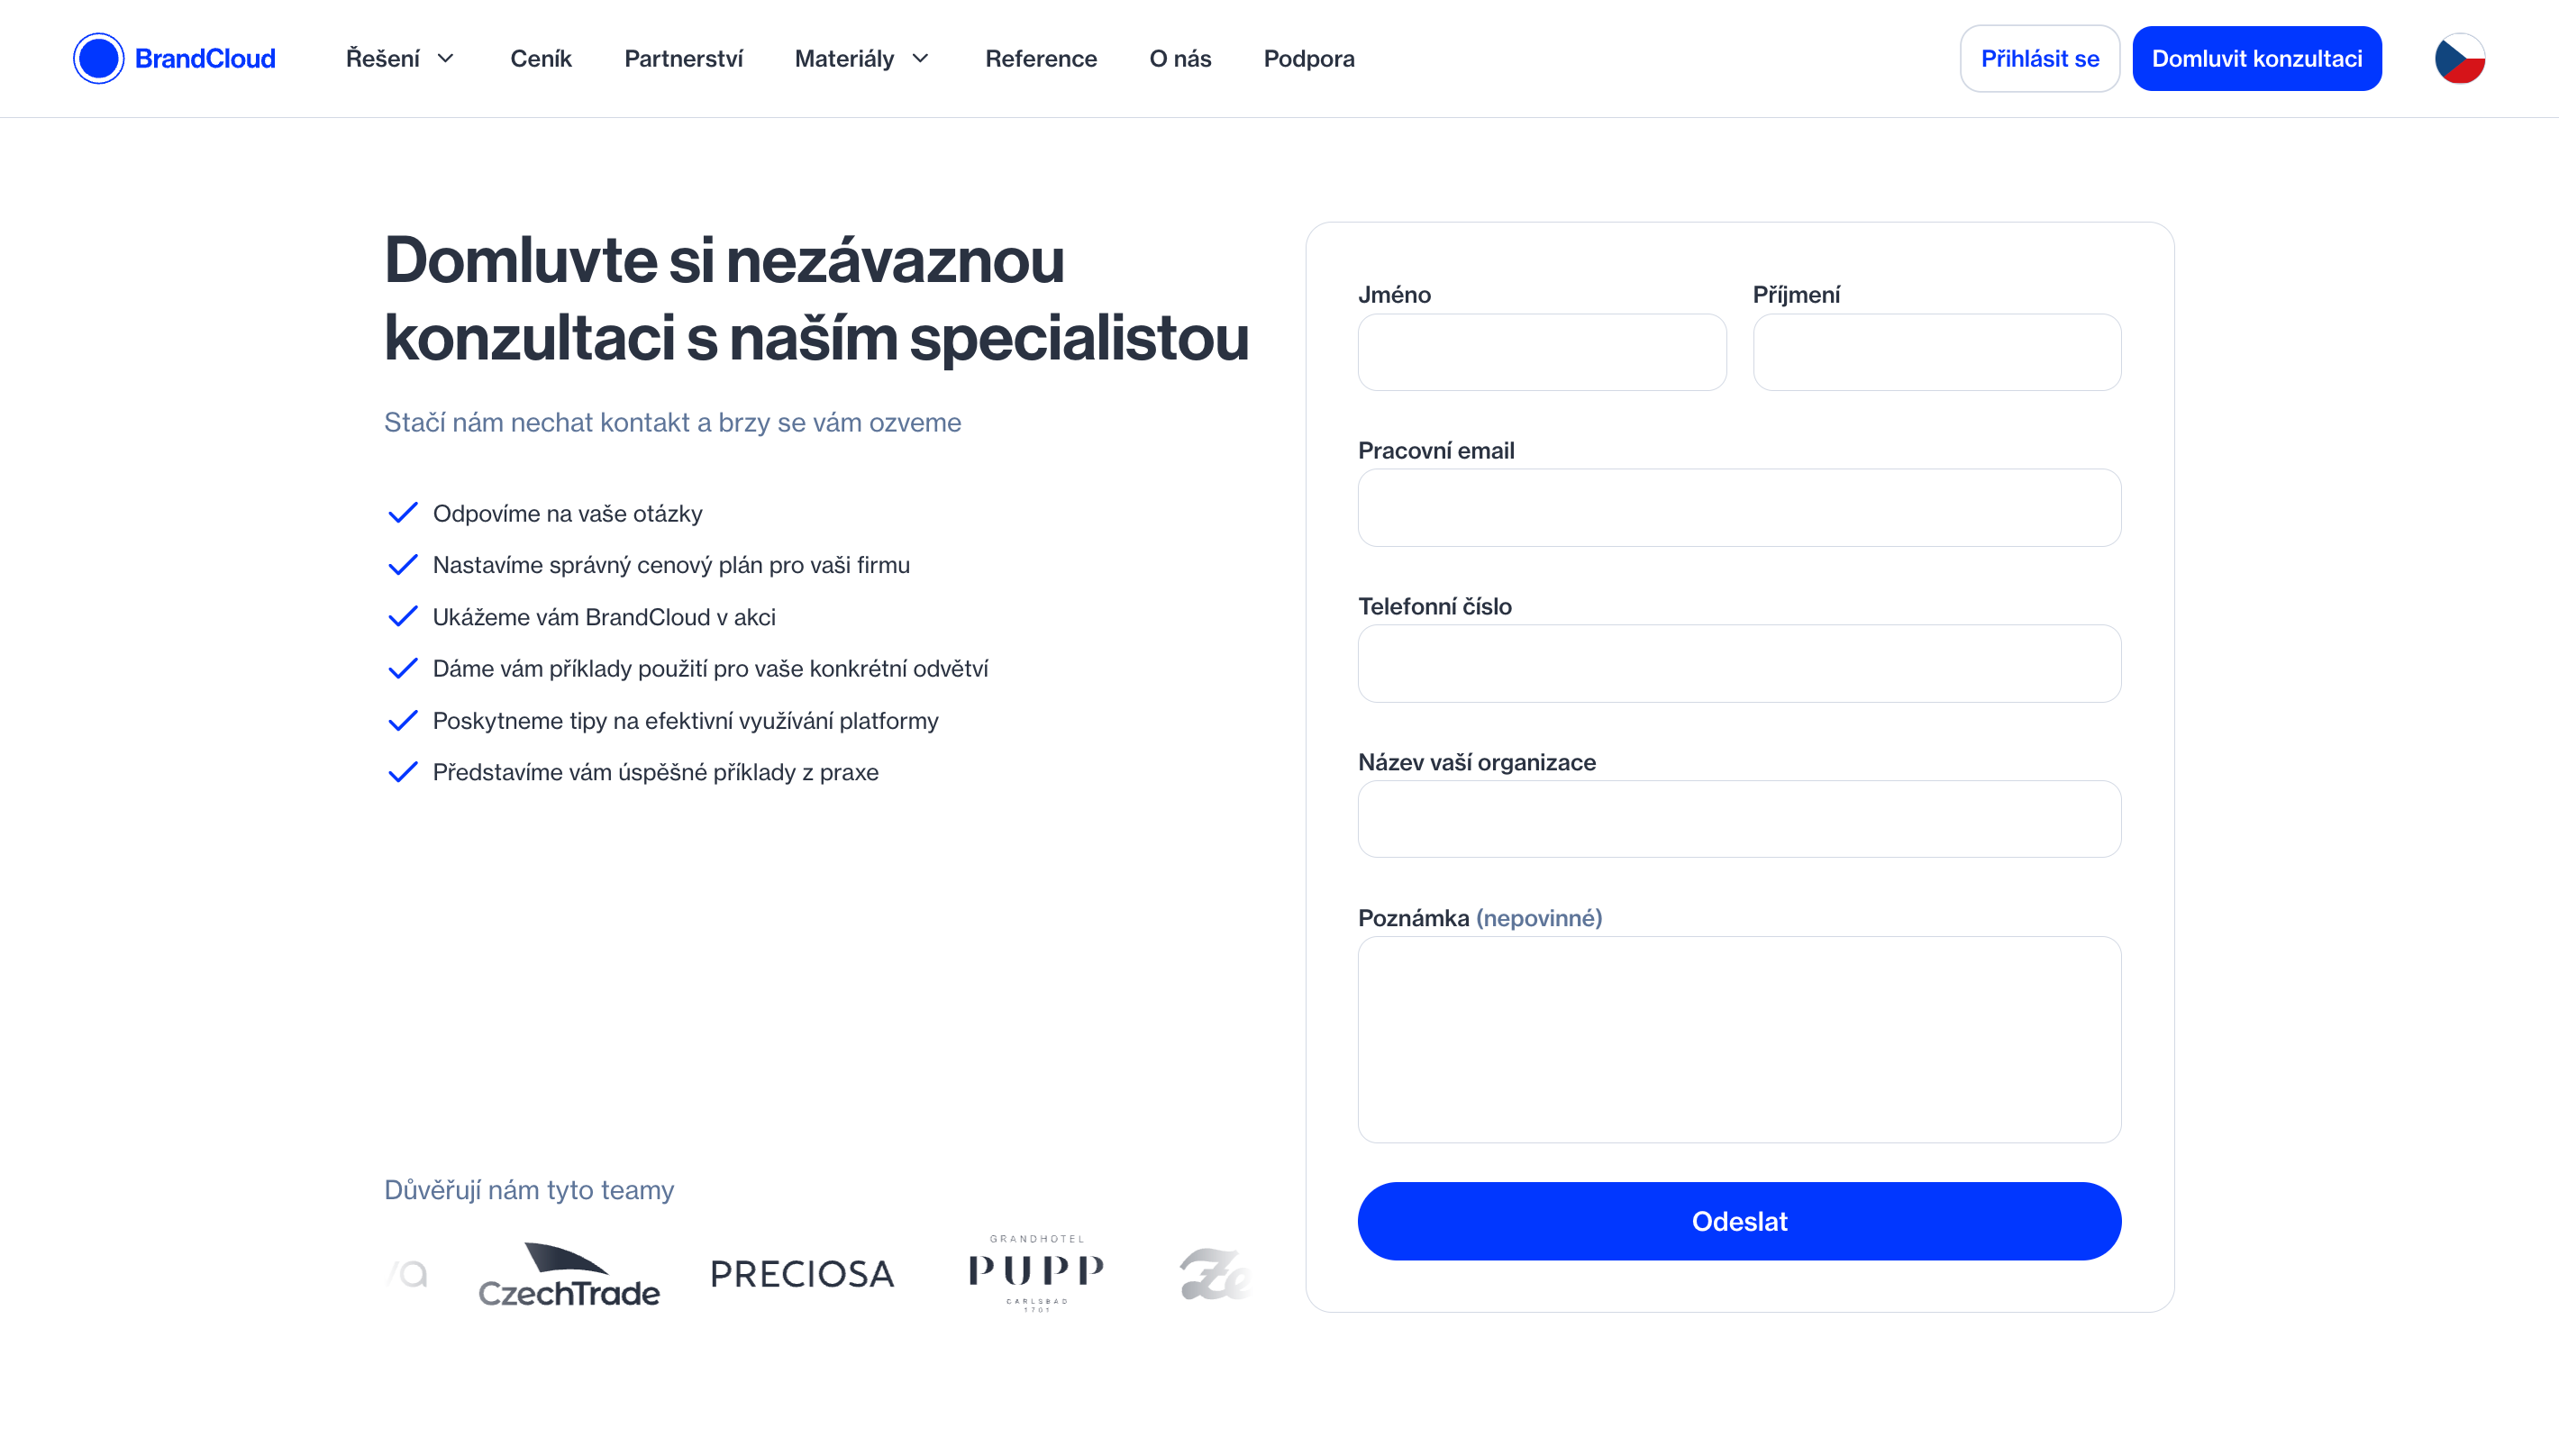 BrandCloud
Řešení
Ceník
Partnerství
Materiály
Reference
O nás
Podpora
Přihlásit se
Domluvit konzultaci
Domluvte si nezávaznou
konzultaci s naším specialistou
Stačí nám nechat kontakt a brzy se vám ozveme
Odpovíme na vaše otázky
Nastavíme správný cenový plán pro vaši firmu
Ukážeme vám BrandCloud v akci
Dáme vám příklady použití pro vaše konkrétní odvětví
Poskytneme tipy na efektivní využívání platformy
Představíme vám úspěšné příklady z praxe
Důvěřují nám tyto teamy
CzechTrade
PRECIOSA
GRANDHOTEL
PUPP
CARLSBAD
1701
Jméno
Příjmení
Pracovní email
Telefonní číslo
Název vaší organizace
Poznámka (nepovinné)
Odeslat